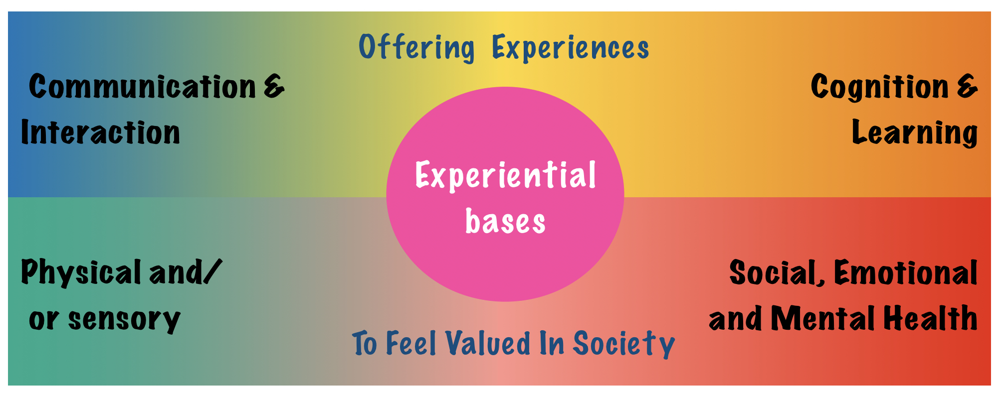 Offering Experiences
Communication &
Interaction
Cognition &
Learning
Experiential
bases
Physical and/
or sensory
Social, Emotional
and Mental Health
To Feel Valued In Society